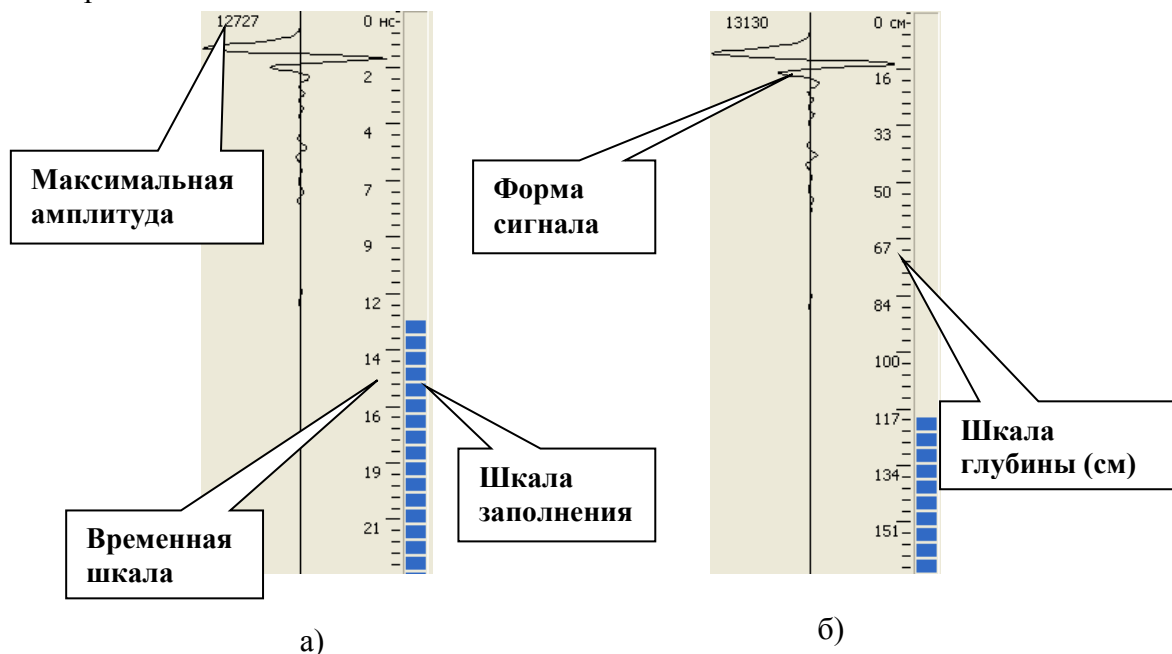 12727
0 нс
2
4
7
9
12
14
16
19
21
Максимальная
амплитуда
Временная
шкала
Шкала
заполнения
а)
13130
0 см
16
33
50
67
84
100
117
134
151
Форма
сигнала
Шкала
глубины (см)
б)